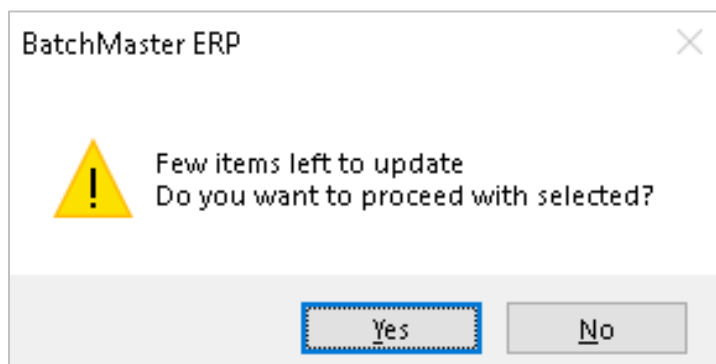 BatchMaster ERP
Few items left to update
Do you want to proceed with selected?
Yes
No